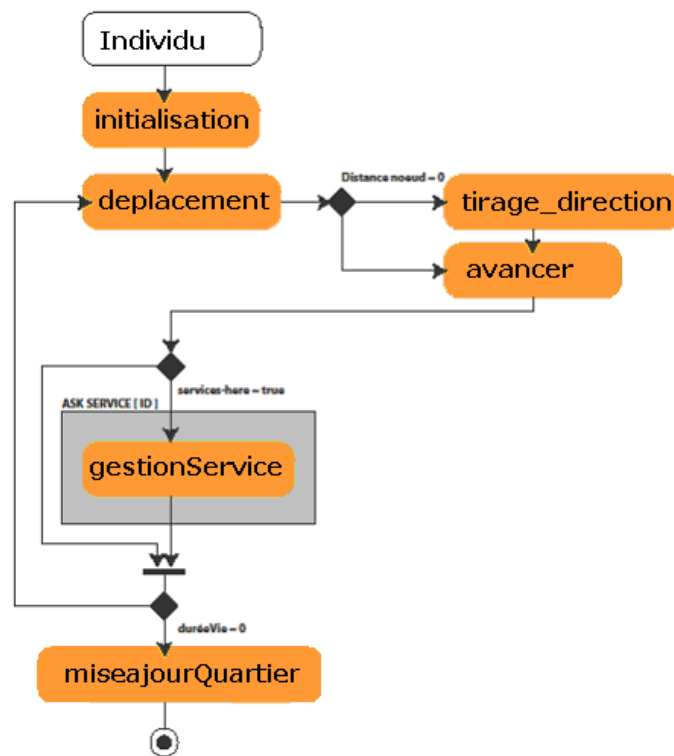 Individu
initialisation
deplacement
Distance noeud = 0
tirage_direction
avancer
services-here = true
ASK SERVICE [ ID ]
gestionService
duréeVie = 0
miseajourQuartier